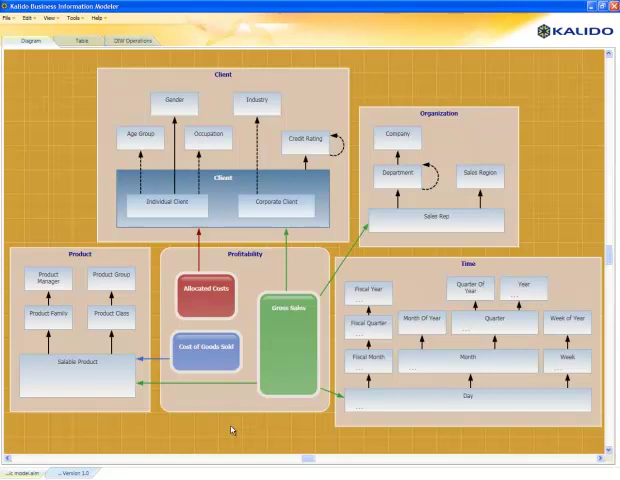 Kalido Business Information Modeler
File
Edit
View
Tools
Help
Diagram
Table
DIW Operations
KALIDO
Client
Gender
Industry
Age Group
Occupation
Credit Rating
Client
Individual Client
Corporate Client
Organization
Company
Department
Sales Region
Sales Rep
Product
Product
Manager
Product Group
Product Family
Product Class
Salable Product
Profitability
Allocated Costs
Cost of Goods Sold
Gross Sales
Time
Fiscal Year
...
Quarter Of
Year
Year
...
Fiscal Quarter
...
Month Of Year
Quarter
...
Week of Year
Fiscal Month
...
Month
...
Week
...
Day
...
...ic model.aim
... Version 1.0